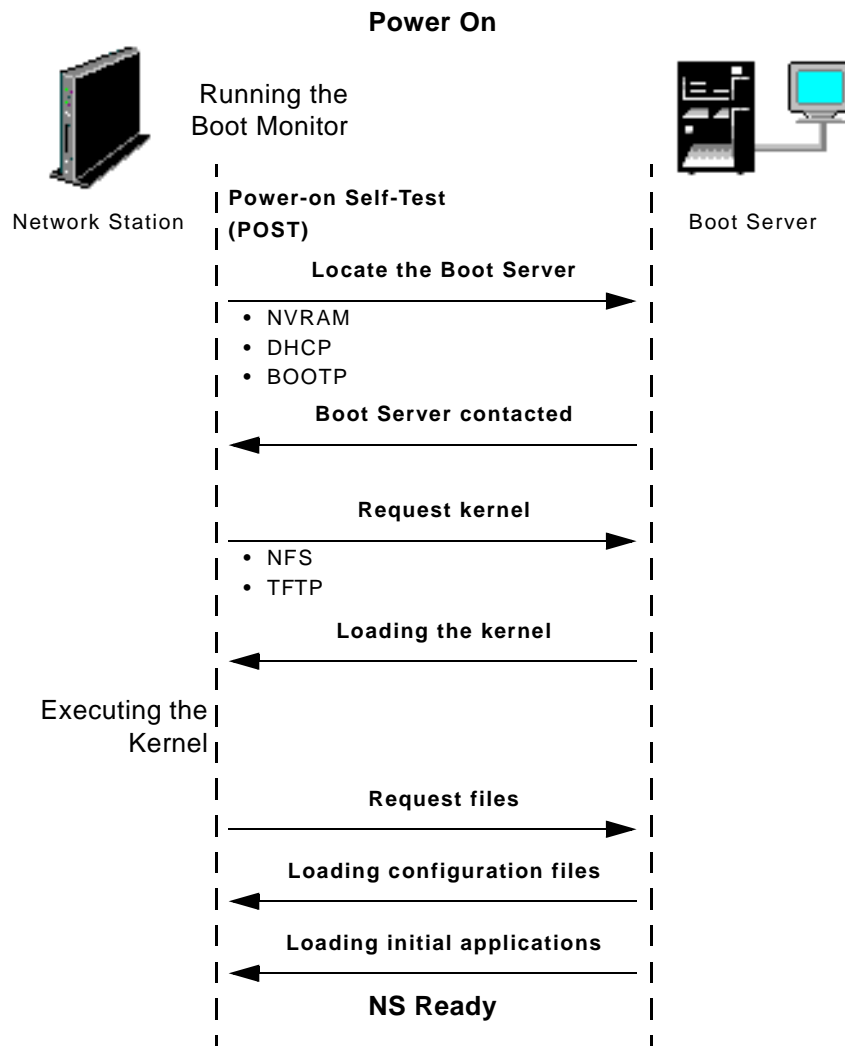 Power On
Running the
Boot Monitor
Network Station
Boot Server
Power-on Self-Test
(POST)
Locate the Boot Server
• NVRAM
• DHCP
• BOOTP
Boot Server contacted
Request kernel
• NFS
• TFTP
Loading the kernel
Executing the
Kernel
Request files
Loading configuration files
Loading initial applications
NS Ready